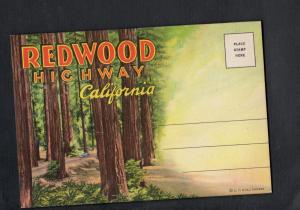 REDWOOD
HIGHWAY
California
PLACE
STAMP
HERE